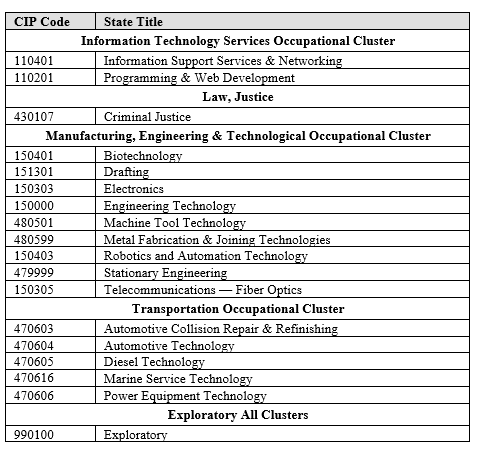 CIP Code State Title
Information Technology Services Occupational Cluster
110401 Information Support Services & Networking
110201 Programming & Web Development
Law, Justice
430107 Criminal Justice
Manufacturing, Engineering & Technological Occupational Cluster
150401 Biotechnology
151301 Drafting
150303 Electronics
150000 Engineering Technology
480501 Machine Tool Technology
480599 Metal Fabrication & Joining Technologies
150403 Robotics and Automation Technology
479999 Stationary Engineering
150305 Telecommunications — Fiber Optics
Transportation Occupational Cluster
470603 Automotive Collision Repair & Refinishing
470604 Automotive Technology
470605 Diesel Technology
470616 Marine Service Technology
470606 Power Equipment Technology
Exploratory All Clusters
990100 Exploratory